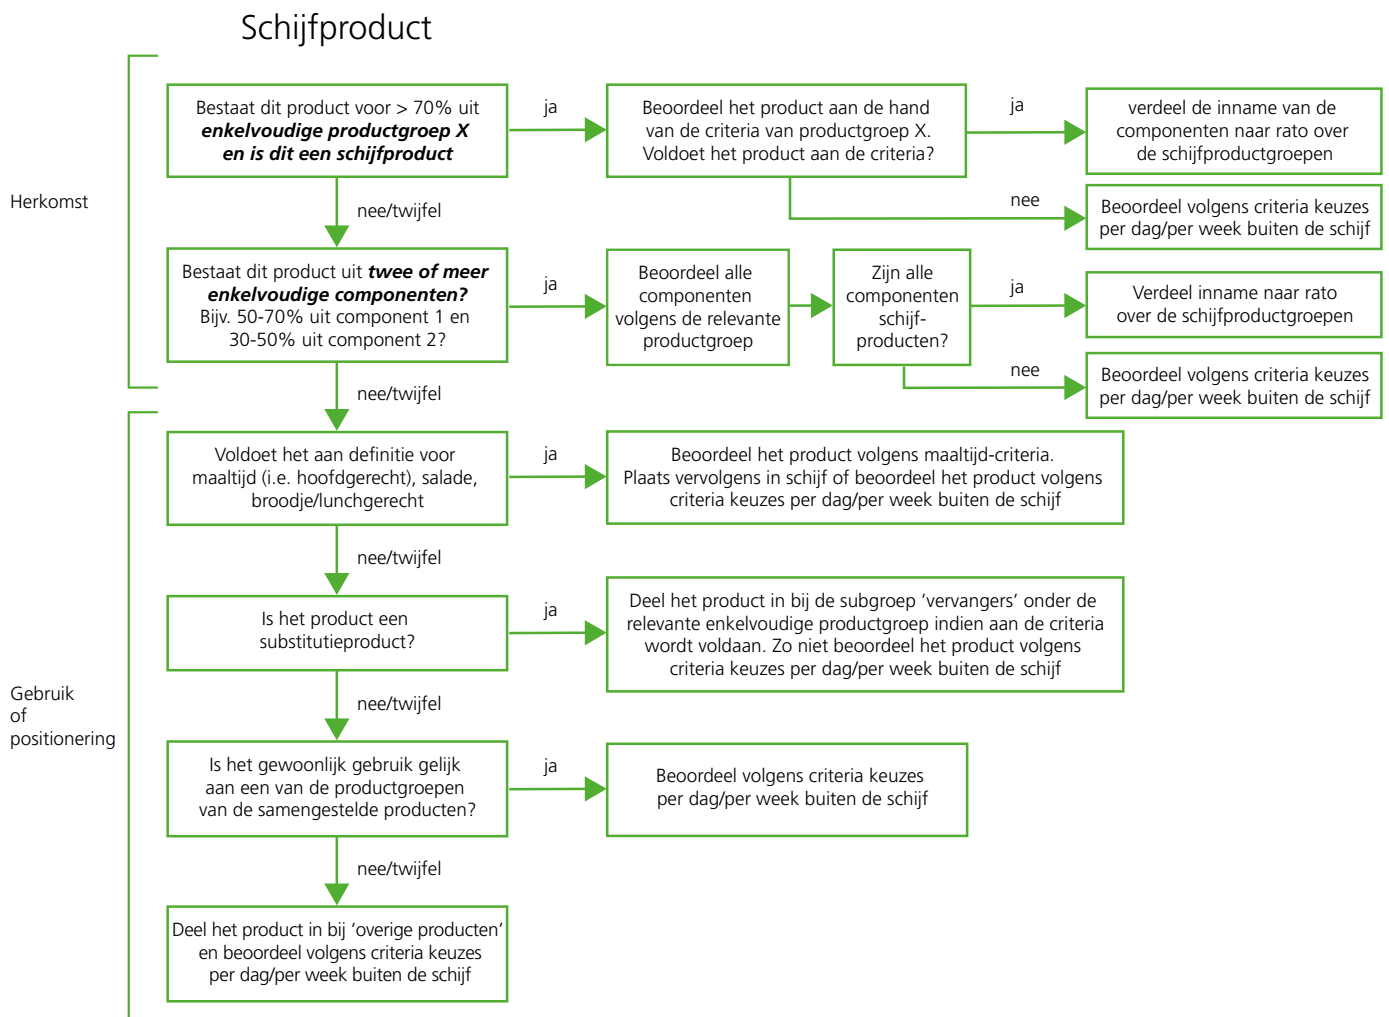 Schijfproduct
Herkomst
Bestaat dit product voor > 70% uit
enkelvoudige productgroep X
en is dit een schijfproduct
ja
Beoordeel het product aan de hand
van de criteria van productgroep X.
Voldoet het product aan de criteria?
ja
verdeel de inname van de
componenten naar rato over
de schijfproductgroepen
nee
Beoordeel volgens criteria keuzes
per dag/per week buiten de schijf
nee/twijfel
Bestaat dit product uit twee of meer
enkelvoudige componenten?
Bijv. 50-70% uit component 1 en
30-50% uit component 2?
ja
Beoordeel alle
componenten
volgens de relevante
productgroep
Zijn alle
componenten
schijf-
producten?
ja
Verdeel inname naar rato
over de schijfproductgroepen
nee
Beoordeel volgens criteria keuzes
per dag/per week buiten de schijf
nee/twijfel
Gebruik
of
positionering
Voldoet het aan definitie voor
maaltijd (i.e. hoofdgerecht), salade,
broodje/lunchgerecht
ja
Beoordeel het product volgens maaltijd-criteria.
Plaats vervolgens in schijf of beoordeel het product volgens
criteria keuzes per dag/per week buiten de schijf
nee/twijfel
Is het product een
substitutieproduct?
ja
Deel het product in bij de subgroep ‘vervangers’ onder de
relevante enkelvoudige productgroep indien aan de criteria
wordt voldaan. Zo niet beoordeel het product volgens
criteria keuzes per dag/per week buiten de schijf
nee/twijfel
Is het gewoonlijk gebruik gelijk
aan een van de productgroepen
van de samengestelde producten?
ja
Beoordeel volgens criteria keuzes
per dag/per week buiten de schijf
nee/twijfel
Deel het product in bij ‘overige producten’
en beoordeel volgens criteria keuzes
per dag/per week buiten de schijf